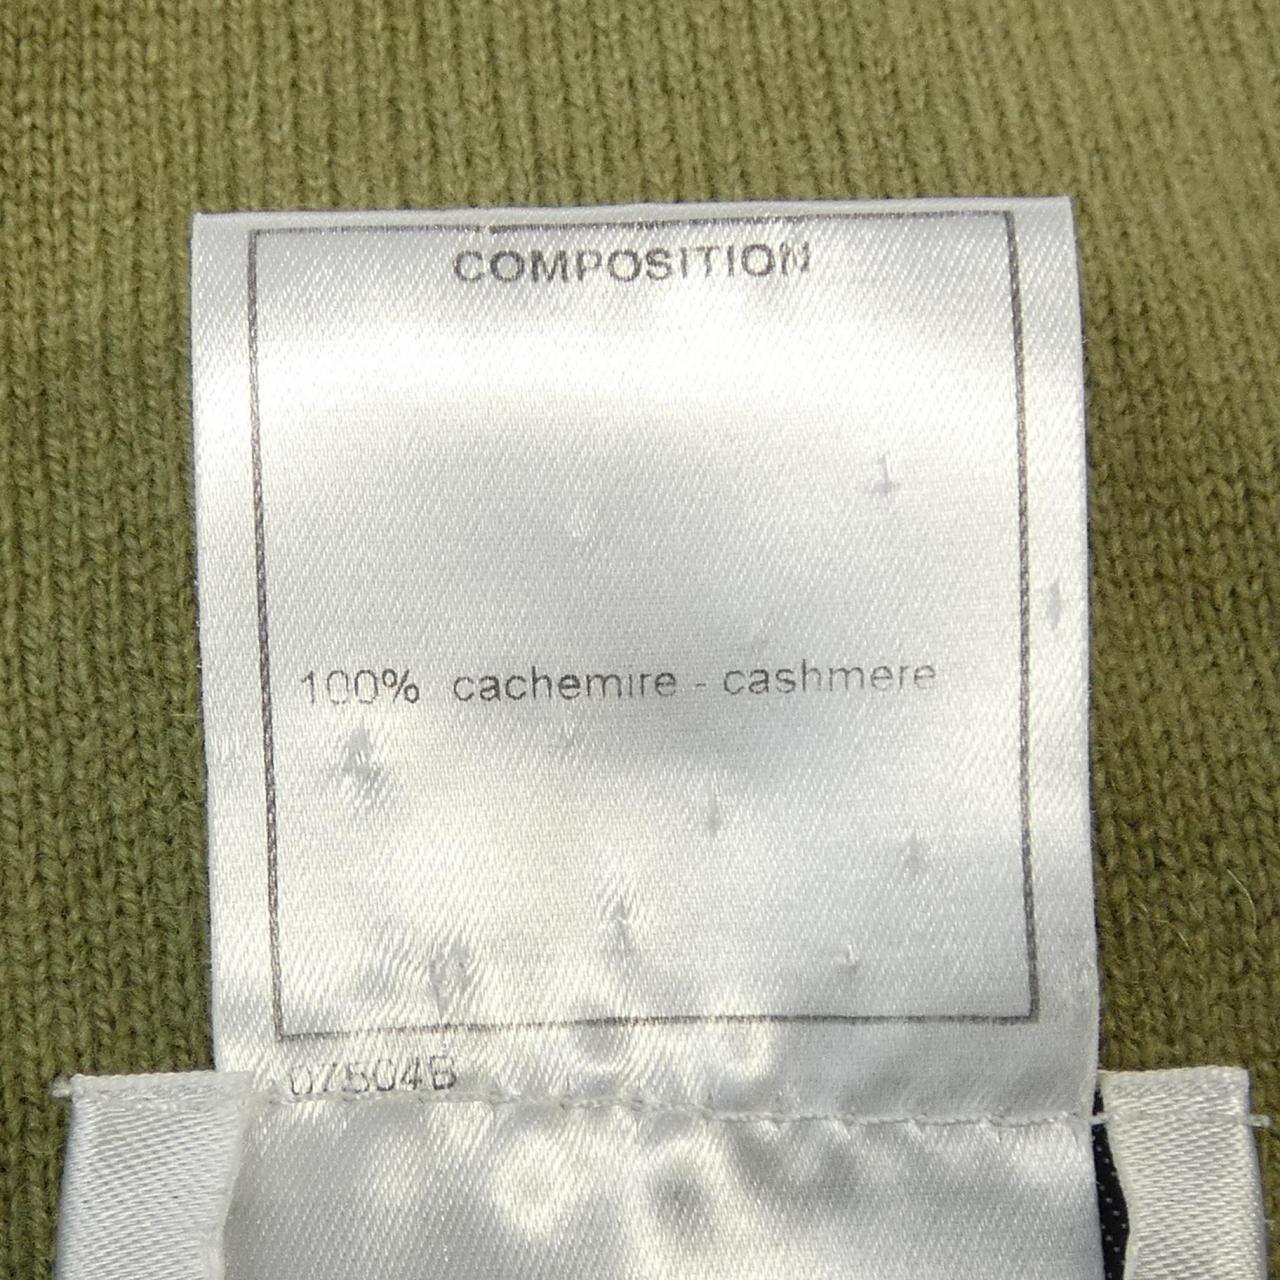 COMPOSITION
100% cachemire - cashmere
07504B